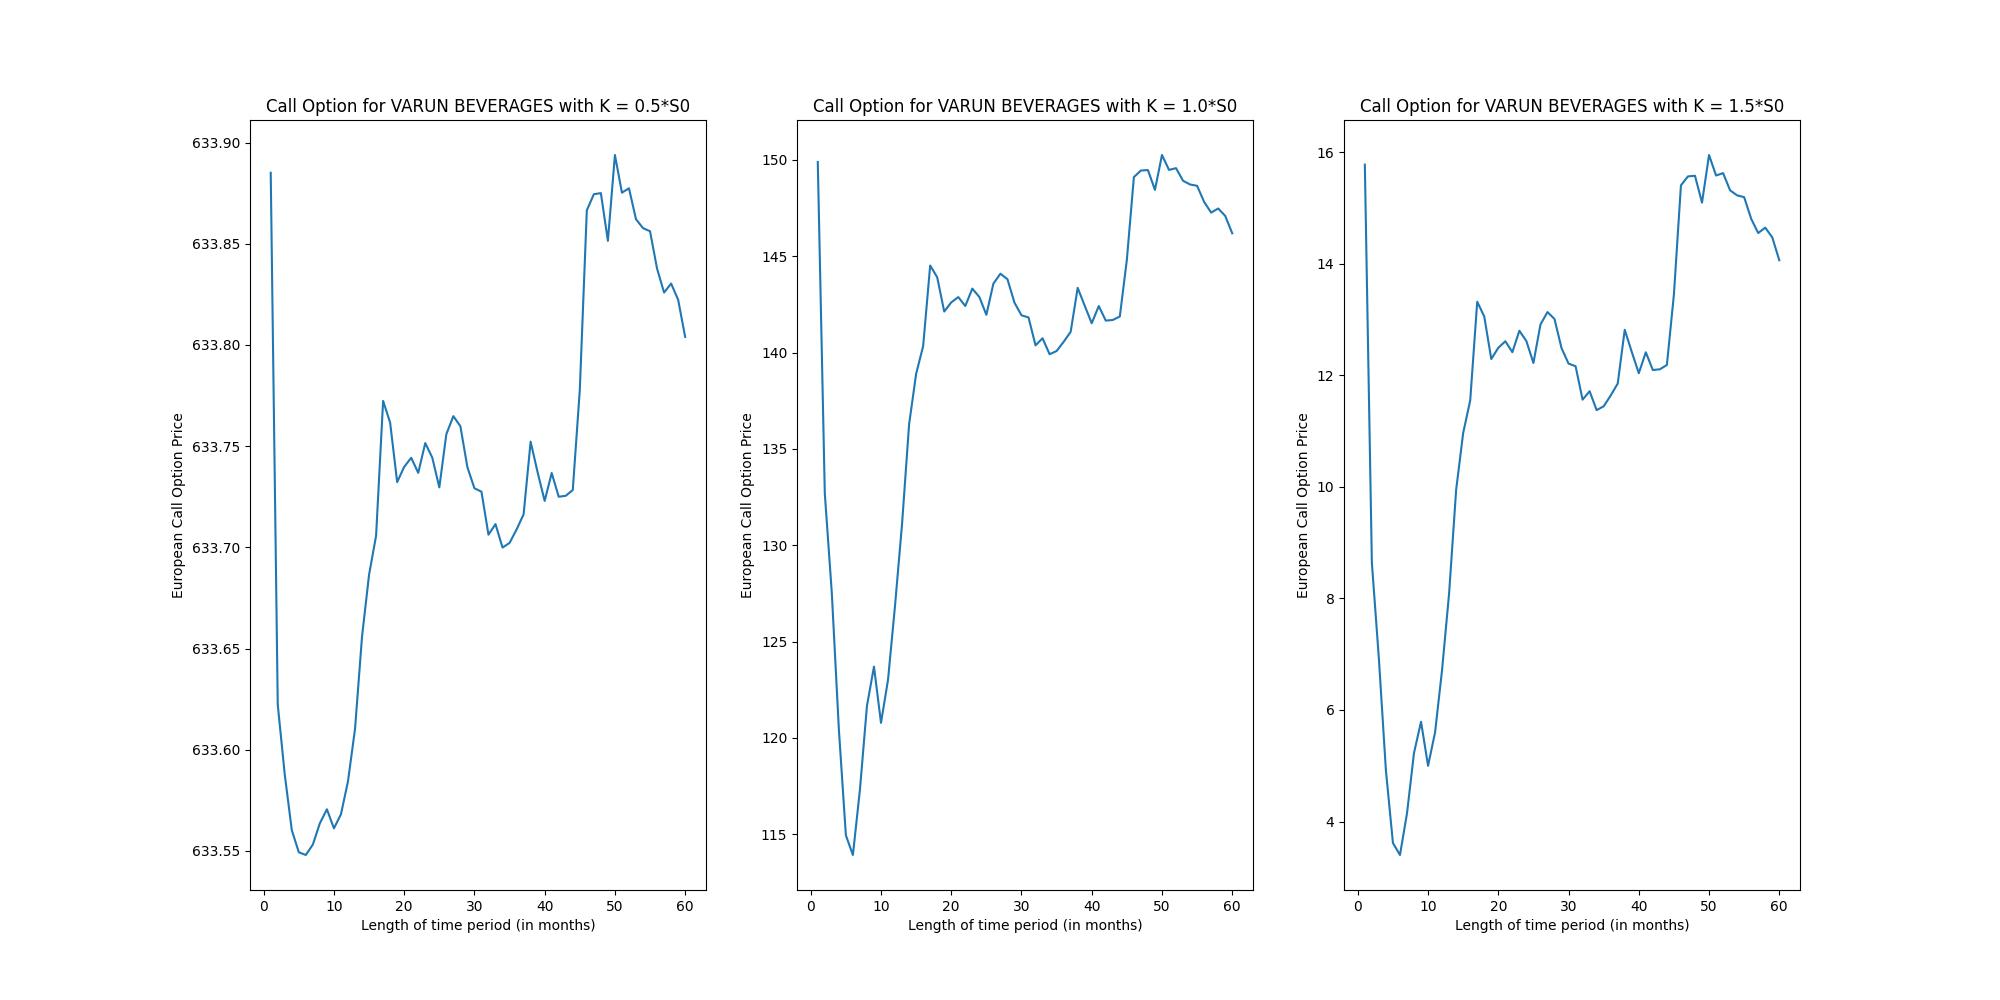 Call Option for VARUN BEVERAGES with K = 0.5*S0
633.90
633.85
633.80
633.75
633.70
633.65
633.60
633.55
European Call Option Price
0 10 20 30 40 50 60
Length of time period (in months)
Call Option for VARUN BEVERAGES with K = 1.0*S0
150
145
140
135
130
125
120
115
European Call Option Price
0 10 20 30 40 50 60
Length of time period (in months)
Call Option for VARUN BEVERAGES with K = 1.5*S0
16
14
12
10
8
6
4
European Call Option Price
0 10 20 30 40 50 60
Length of time period (in months)